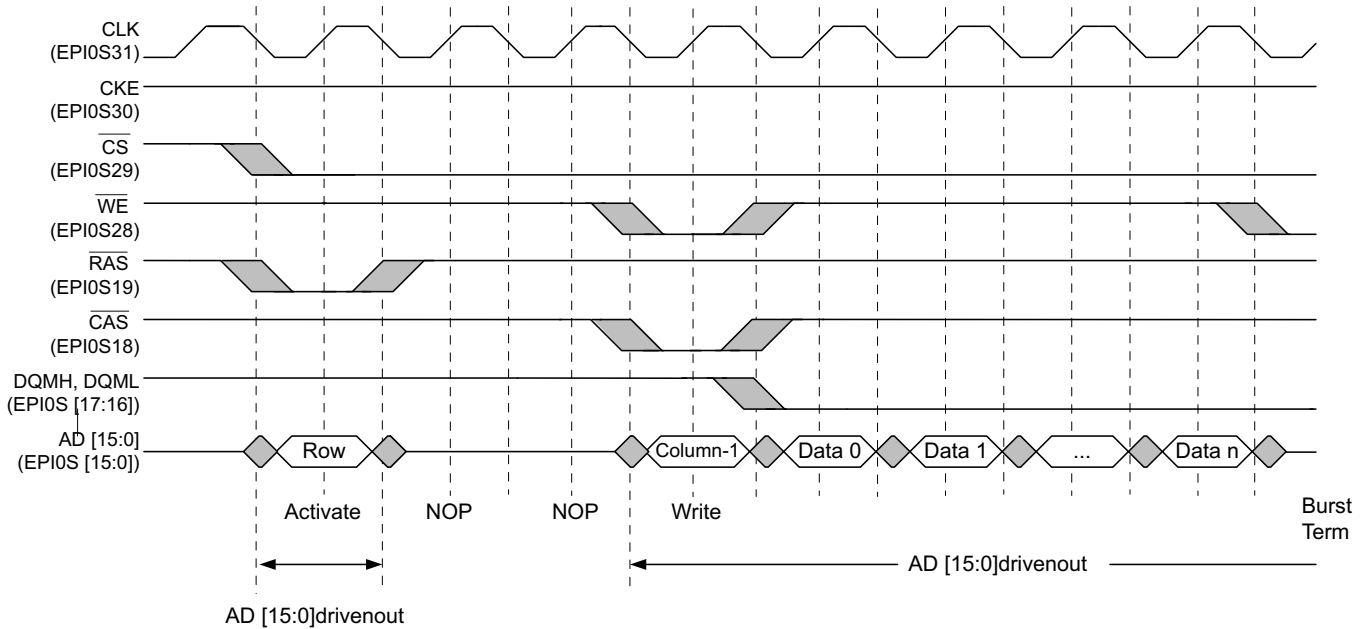 CLK
(EPI0S31)
CKE
(EPI0S30)
CS
(EPI0S29)
WE
(EPI0S28)
RAS
(EPI0S19)
CAS
(EPI0S18)
DQMH, DQML
(EPI0S [17:16])
AD [15:0]
(EPI0S [15:0])
Row
Column-1
Data 0
Data 1
...
Data n
Activate
NOP
NOP
Write
Burst
Term
AD [15:0]drivenout
AD [15:0]drivenout